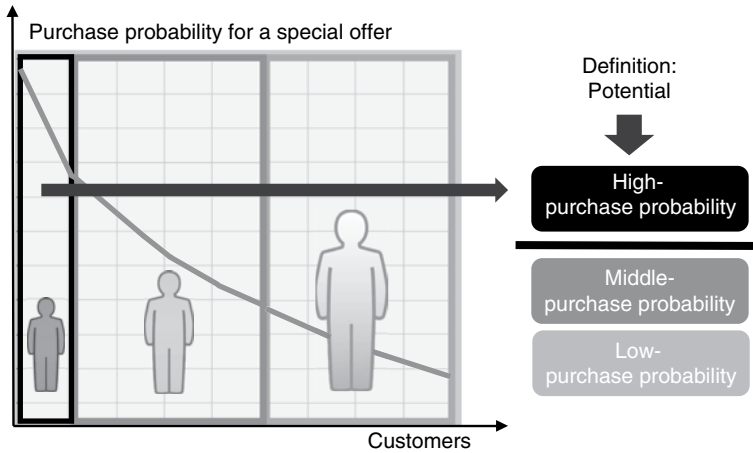 Purchase probability for a special offer
Definition:
Potential
High-
purchase probability
Middle-
purchase probability
Low-
purchase probability
Customers